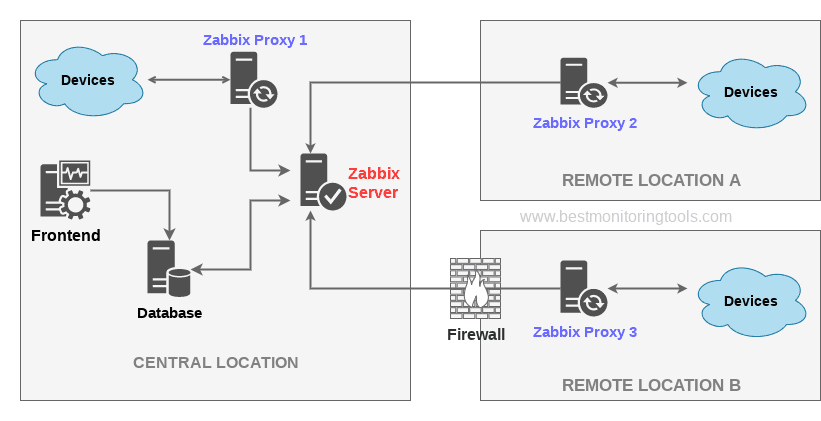 Zabbix Proxy 1
Devices
Zabbix
Server
Frontend
Database
CENTRAL LOCATION
Zabbix Proxy 2
Devices
REMOTE LOCATION A
www.bestmonitoringtools.com
Firewall
Zabbix Proxy 3
Devices
REMOTE LOCATION B